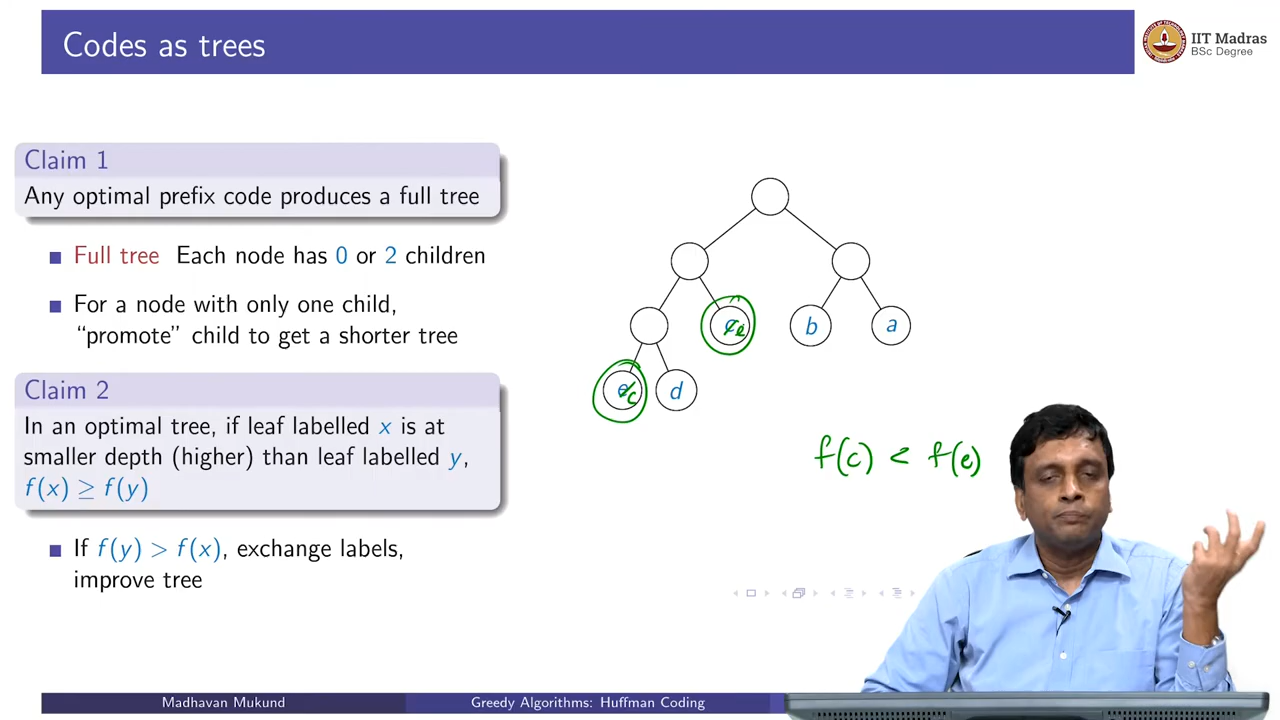 Codes as trees
IIT Madras
BSc Degree
Claim 1
Any optimal prefix code produces a full tree
Full tree Each node has 0 or 2 children
For a node with only one child,
“promote” child to get a shorter tree
Claim 2
In an optimal tree, if leaf labelled x is at
smaller depth (higher) than leaf labelled y,
f(x) ≥ f(y)
If f(y) > f(x), exchange labels,
improve tree
c e
b
a
e c
d
f(c) < f(e)
Madhavan Mukund
Greedy Algorithms: Huffman Coding